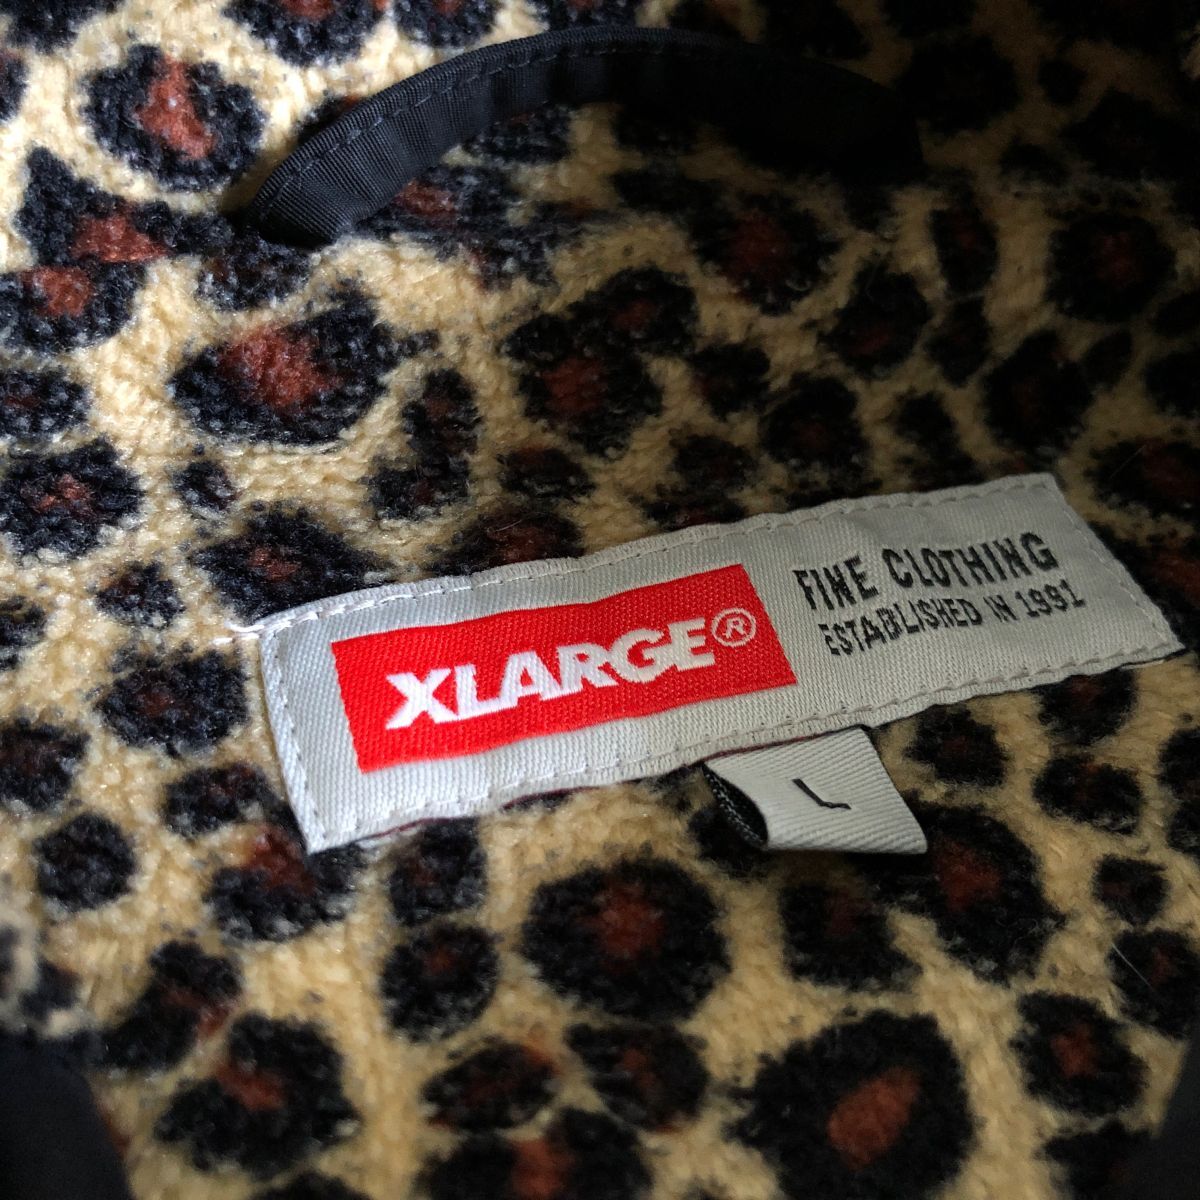 XLARGE®
FINE CLOTHING
ESTABLISHED IN 1991
L